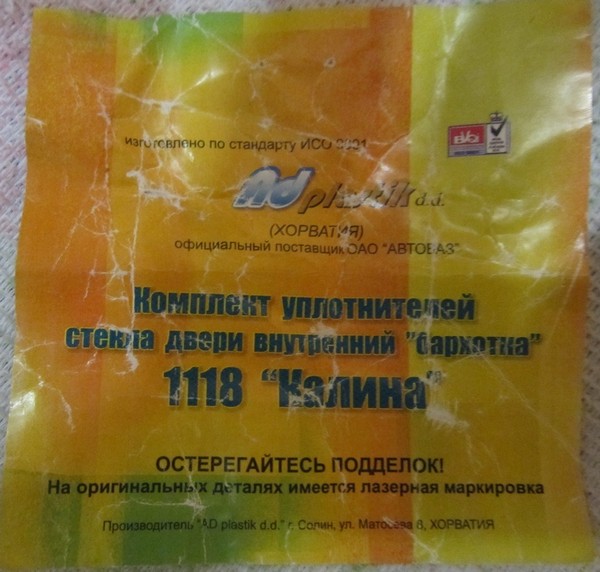 изготовлено по стандарту ИСО 9001
Ad plastik d.d.
(ХОРВАТИЯ)
официальный поставщик ОАО "АВТОВАЗ"
Комплект уплотнителей
стекла двери внутренний "бархотка"
1118 "Калина"
ОСТЕРЕГАЙТЕСЬ ПОДДЕЛОК!
На оригинальных деталях имеется лазерная маркировка
Производитель "AD plastik d.d." г. Солин, ул. Матосева 8, ХОРВАТИЯ